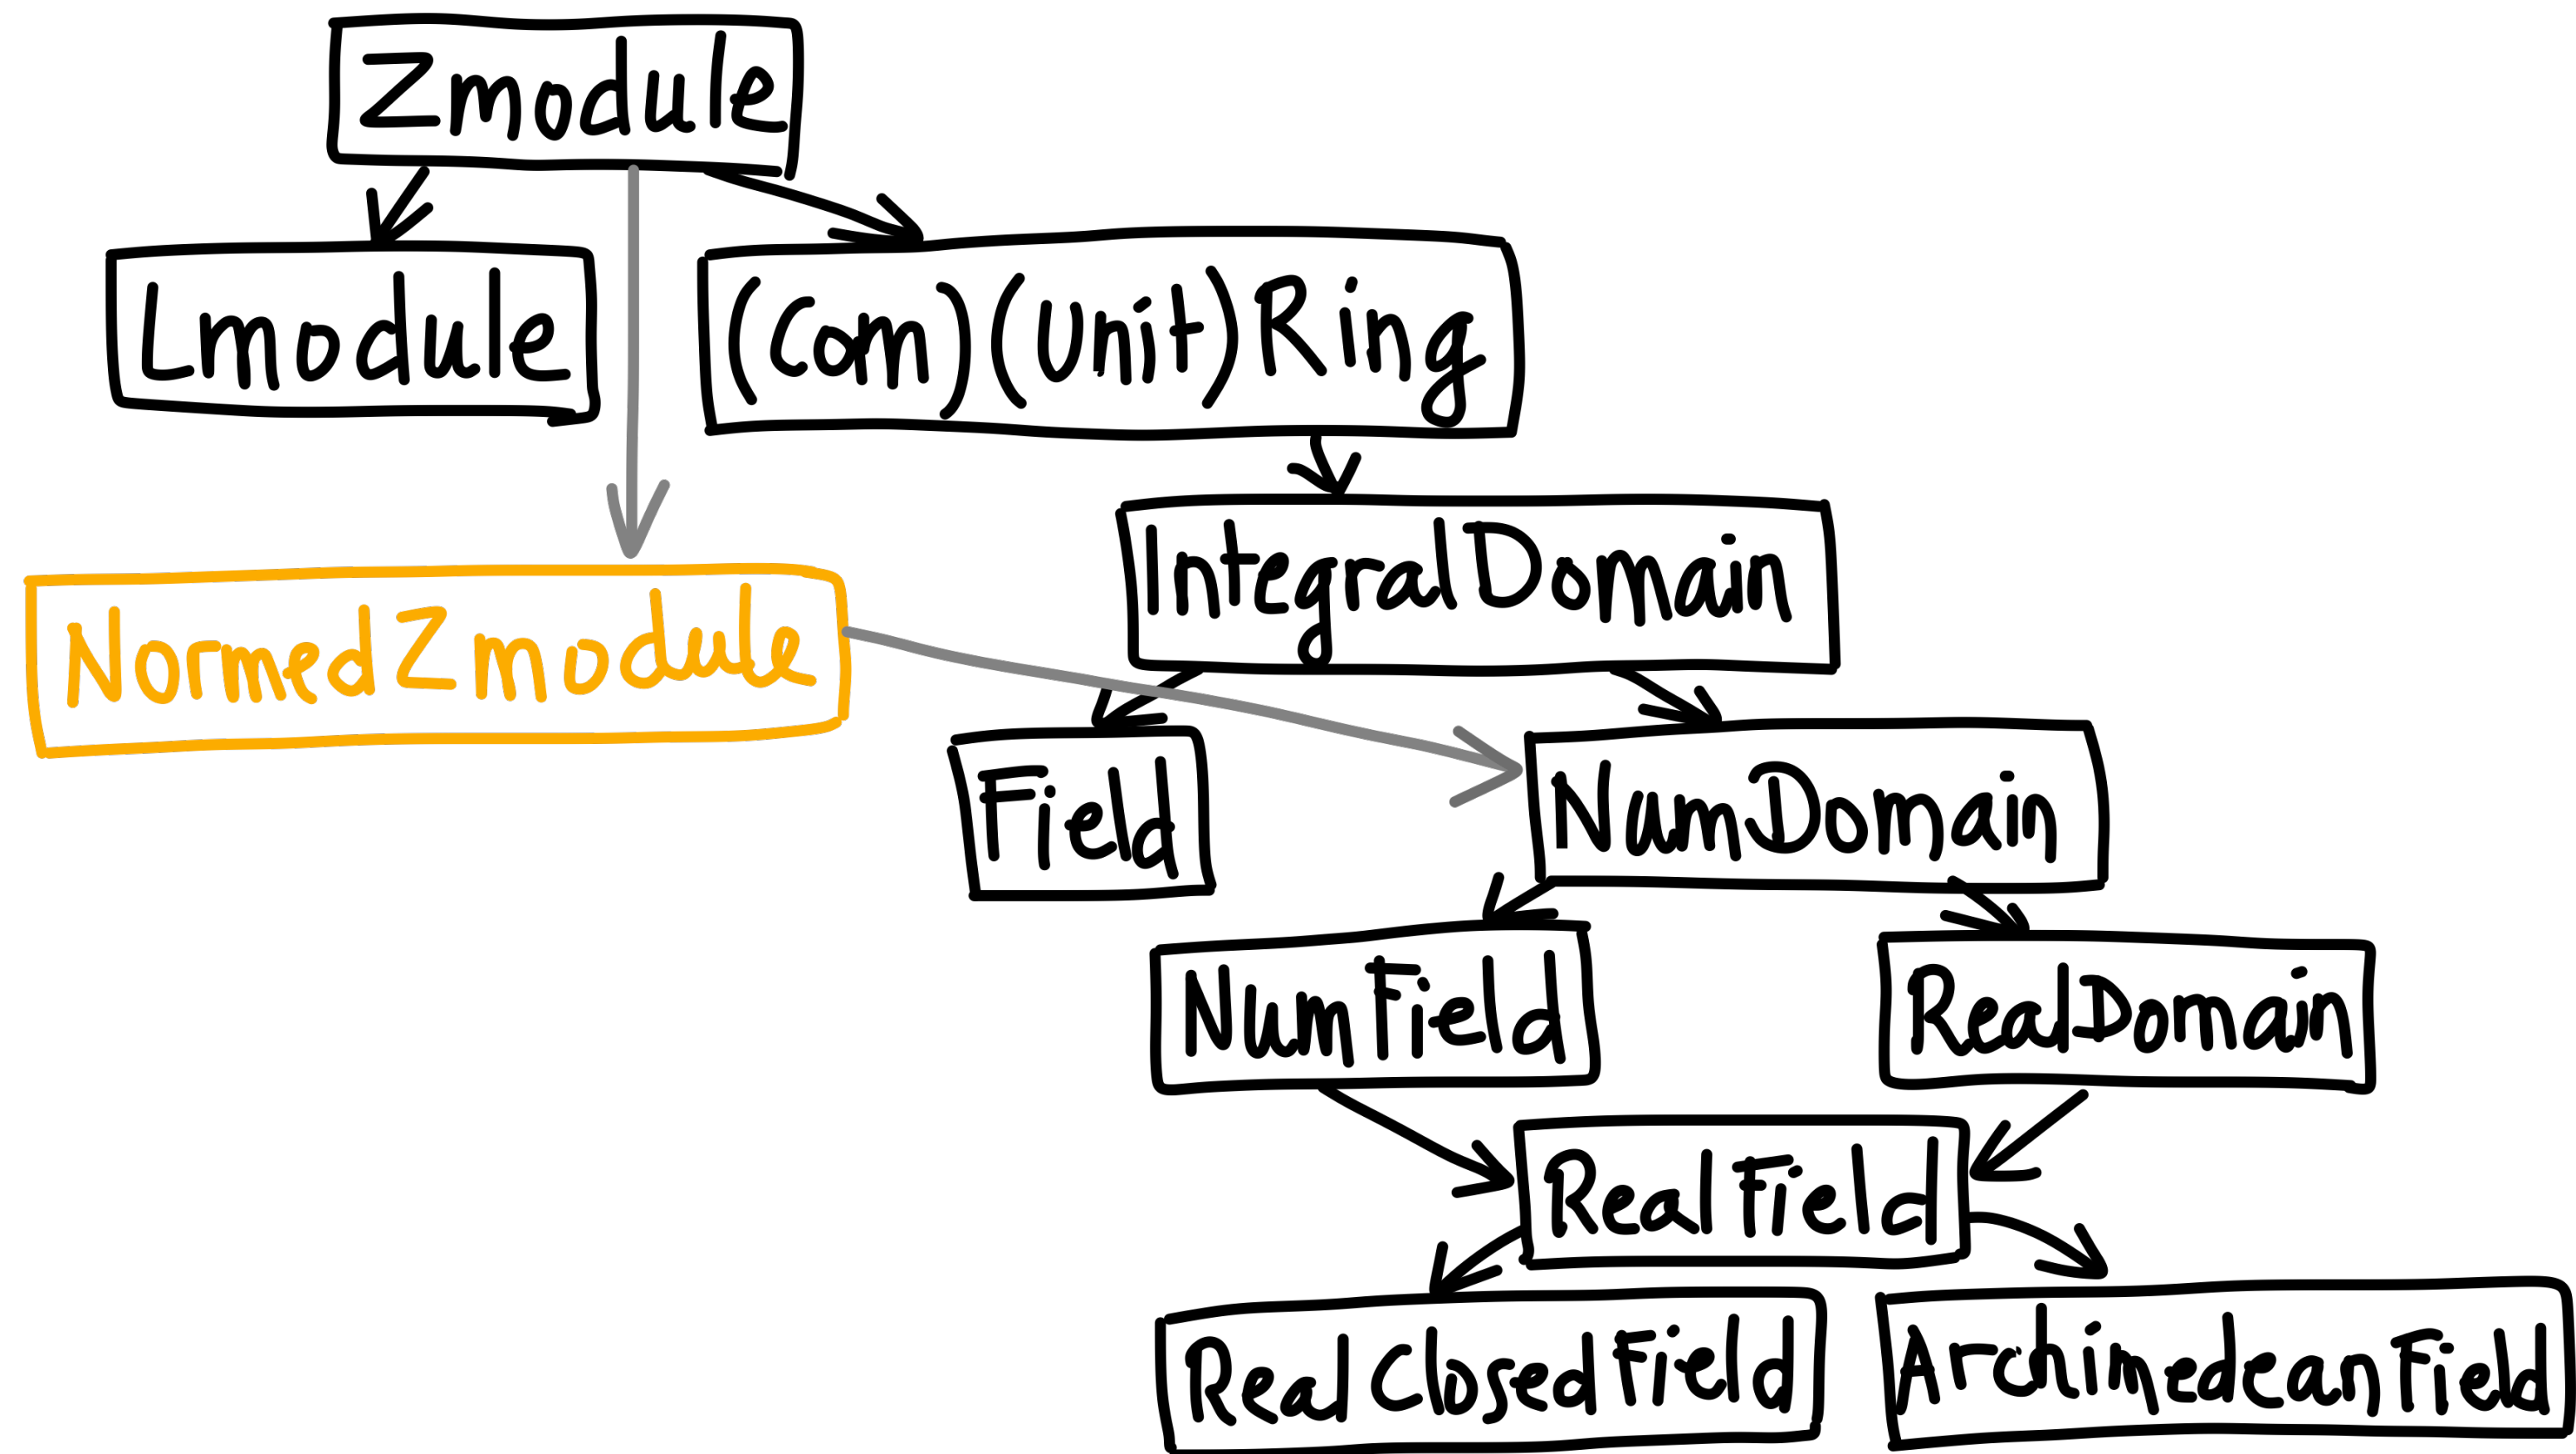 Zmodule
Lmodule
(Com)(Unit)Ring
IntegralDomain
NormedZmodule
Field
NumDomain
NumField
RealDomain
RealField
RealClosedField
ArchimedeanField